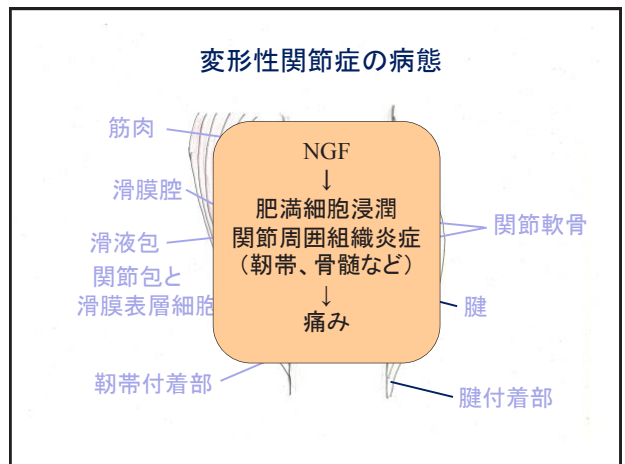 変形性関節症の病態
筋肉
滑膜腔
滑液包
関節包と
滑膜表層細胞
靭帯付着部
NGF
↓
肥満細胞浸潤
関節周囲組織炎症
（靭帯、骨髄など）
↓
痛み
関節軟骨
腱
腱付着部